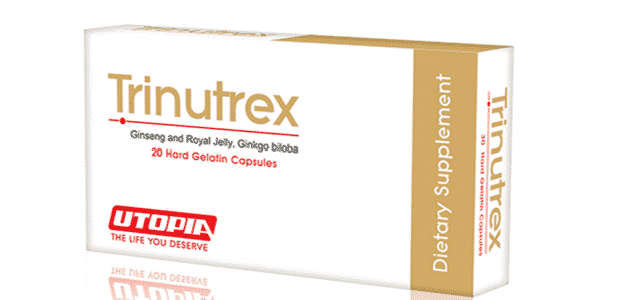 Trinutrex
Ginseng and Royal Jelly, Ginkgo biloba
20 Hard Gelatin Capsules
UTOPIA
THE LIFE YOU DESERVE
Dietary Supplement
Trinutrex
30 Hard Gelatin Capsules